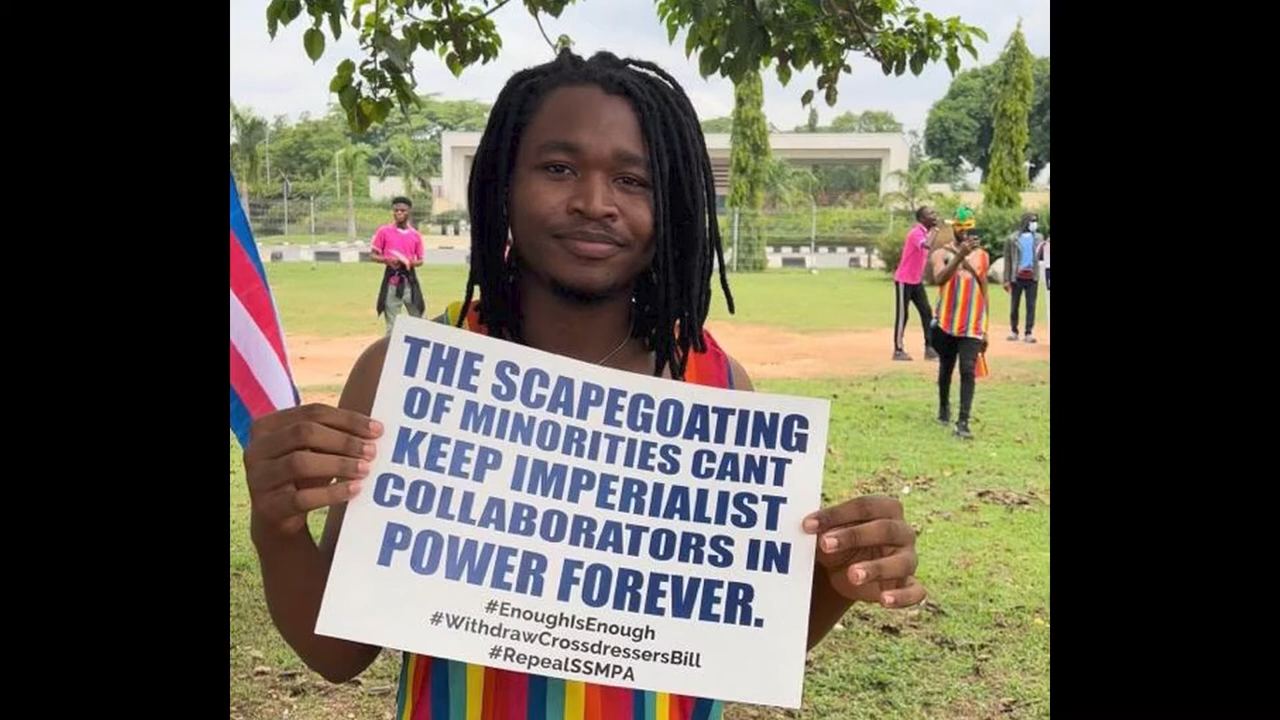 THE SCAPEGOATING
OF MINORITIES CANT
KEEP IMPERIALIST
COLLABORATORS IN
POWER FOREVER.
#EnoughIsEnough
#WithdrawCrossdressersBill
#RepealSSMPA